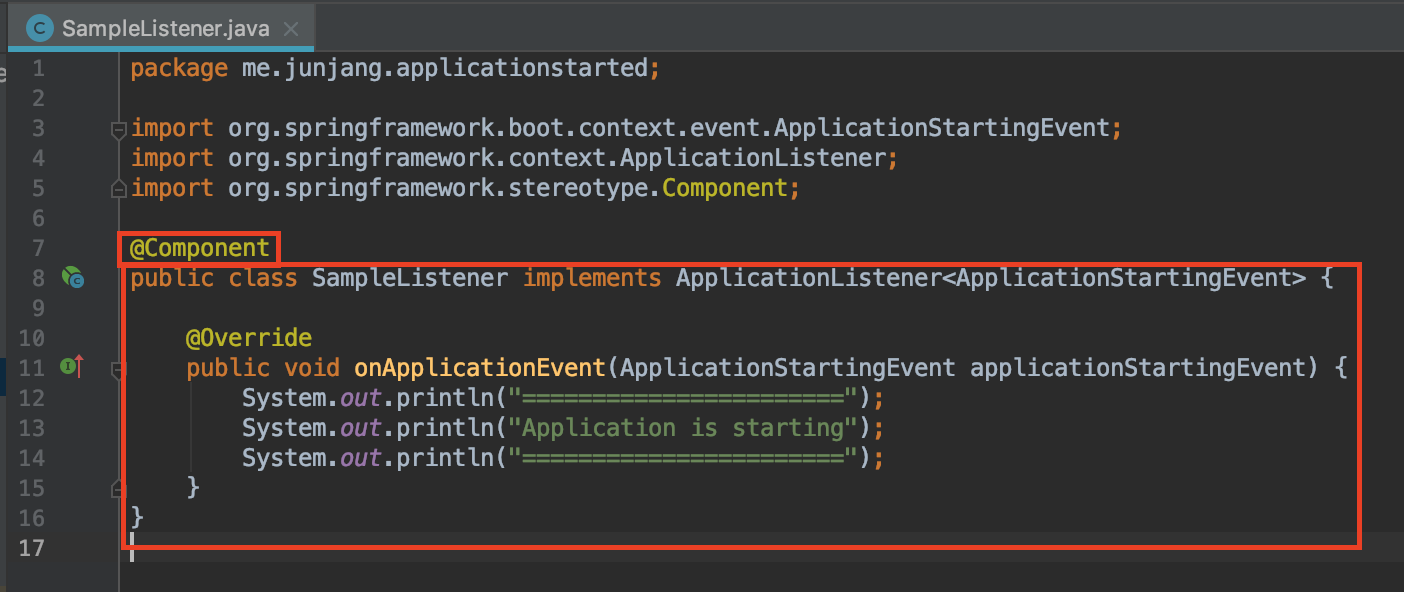 SampleListener.java
1 package me.junjang.applicationstarted;
2
3 import org.springframework.boot.context.event.ApplicationStartingEvent;
4 import org.springframework.context.ApplicationListener;
5 import org.springframework.stereotype.Component;
6
7 @Component
8 public class SampleListener implements ApplicationListener<ApplicationStartingEvent> {
9
10 @Override
11 public void onApplicationEvent(ApplicationStartingEvent applicationStartingEvent) {
12 System.out.println("=======================");
13 System.out.println("Application is starting");
14 System.out.println("=======================");
15 }
16 }
17